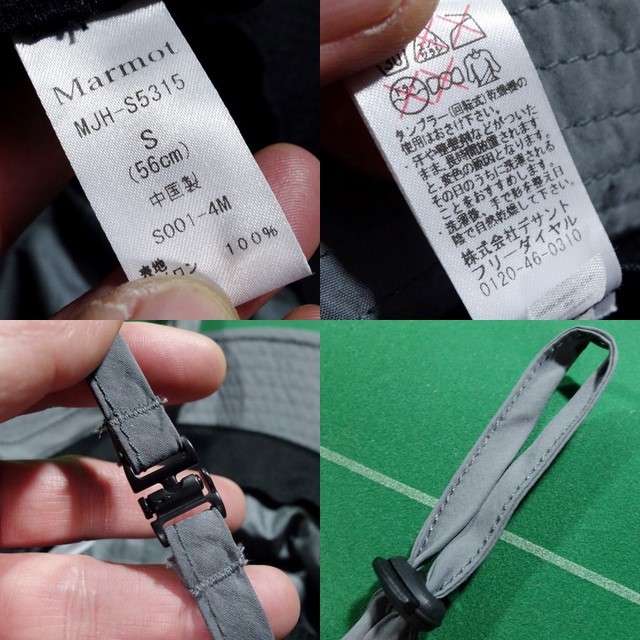 Marmot
MJH-S5315
S
(56cm)
中国製
S001-4M
100%
タンブラー(回転式)乾燥機の
使用はおさけ下さい。
汗や整髪剤などがついた
まま長時間放置されます
と、変色の原因となります。
その日のうちに洗濯する
ことをおすすめします。
洗濯後、すぐに形を整え日
陰で自然乾燥して下さい。
株式会社デサント
フリーダイヤル
0120-46-0310